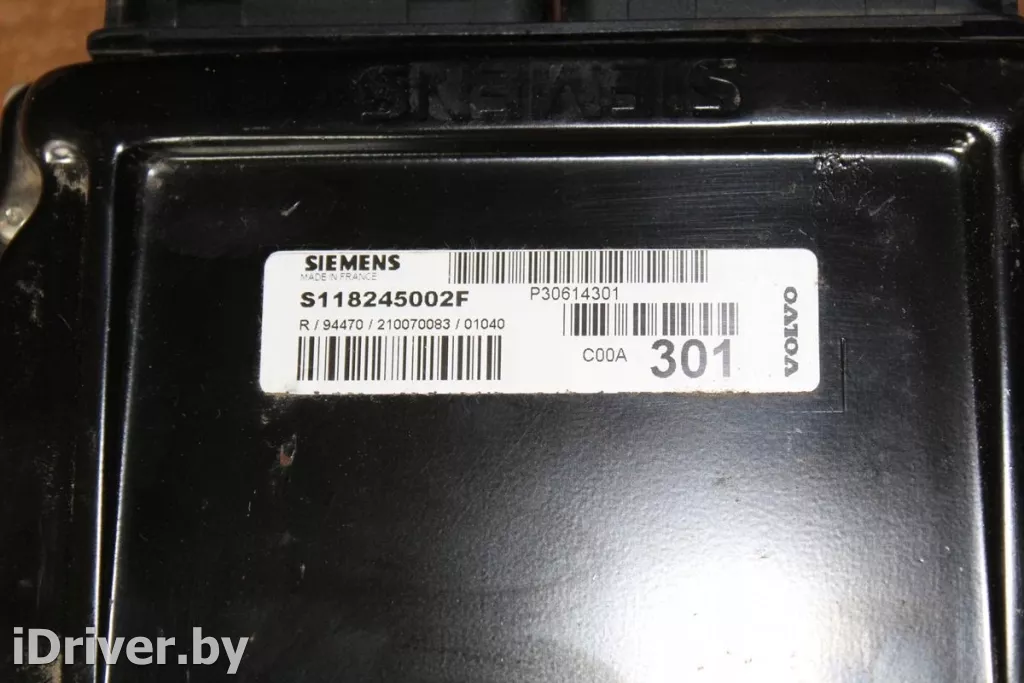 SIEMENS
SIEMENS
MADE IN FRANCE
S118245002F
P30614301
R / 94470 / 210070083 / 01040
C00A 301
VOLVO
iDriver.by